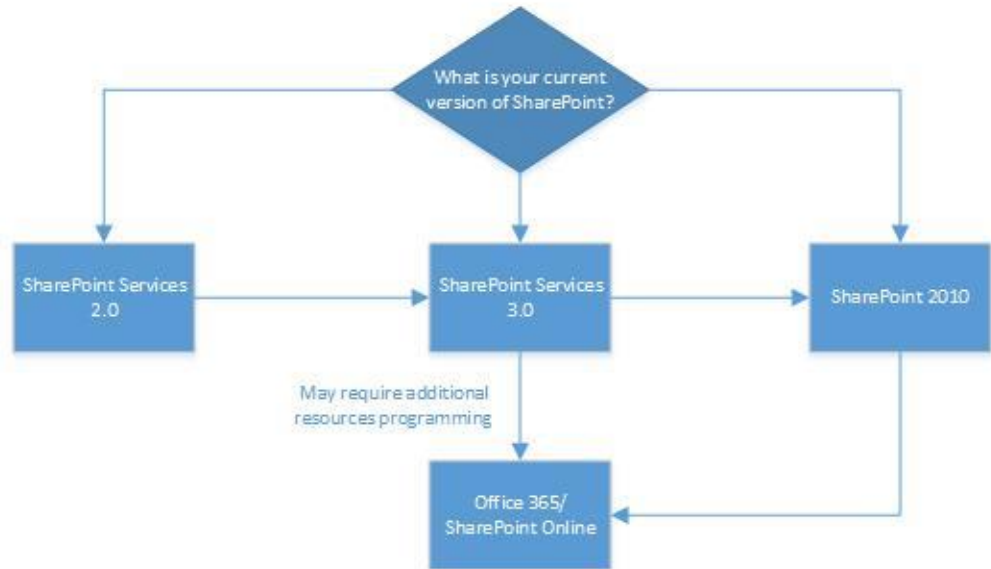 What is your current
version of SharePoint?
SharePoint Services
2.0
SharePoint Services
3.0
SharePoint 2010
May require additional
resources programming
Office 365/
SharePoint Online